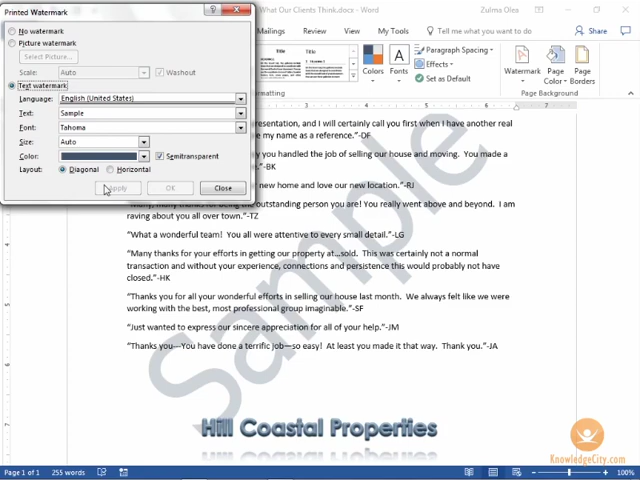 Printed Watermark
What Our Clients Think.docx - Word
Zulma Olea
No watermark
Picture watermark
Select Picture...
Scale: Auto
Washout
Text watermark
Language: English (United States)
Text: Sample
Font: Tahoma
Size: Auto
Color:
Semitransparent
Layout: Diagonal Horizontal
Apply OK Close
Mailings Review View My Tools Share
Title Title
Colors Fonts
Paragraph Spacing
Effects
Set as Default
Watermark Page Color Page Borders
Page Background
resentation, and I will certainly call you first when I have another real
e my name as a reference."-DF
y you handled the job of selling our house and moving. You made a
-BK
new home and love our new location."-RJ
being the outstanding person you are! You really went above and beyond. I am
raving about you all over town."-TZ
"What a wonderful team! You all were attentive to every small detail."-LG
"Many thanks for your efforts in getting our property at...sold. This was certainly not a normal
transaction and without your experience, connections and persistence this would probably not have
closed."-HK
"Thanks you for all your wonderful efforts in selling our house last month. We always felt like we were
working with the best, most professional group imaginable."-SF
"Just wanted to express our sincere appreciation for all of your help."-JM
"Thanks you---You have done a terrific job—so easy! At least you made it that way. Thank you."-JA
Sample
Hill Coastal Properties
KnowledgeCity.com
Page 1 of 1 255 words
100%